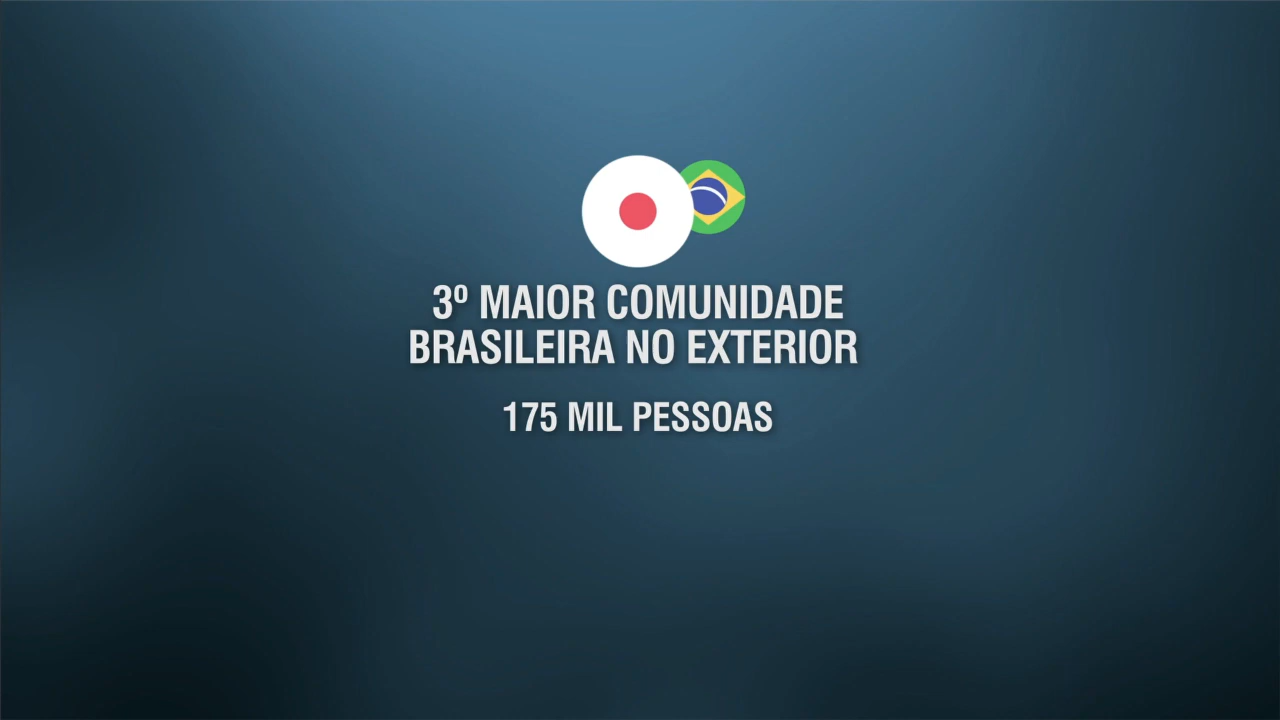 3º MAIOR COMUNIDADE
BRASILEIRA NO EXTERIOR
175 MIL PESSOAS